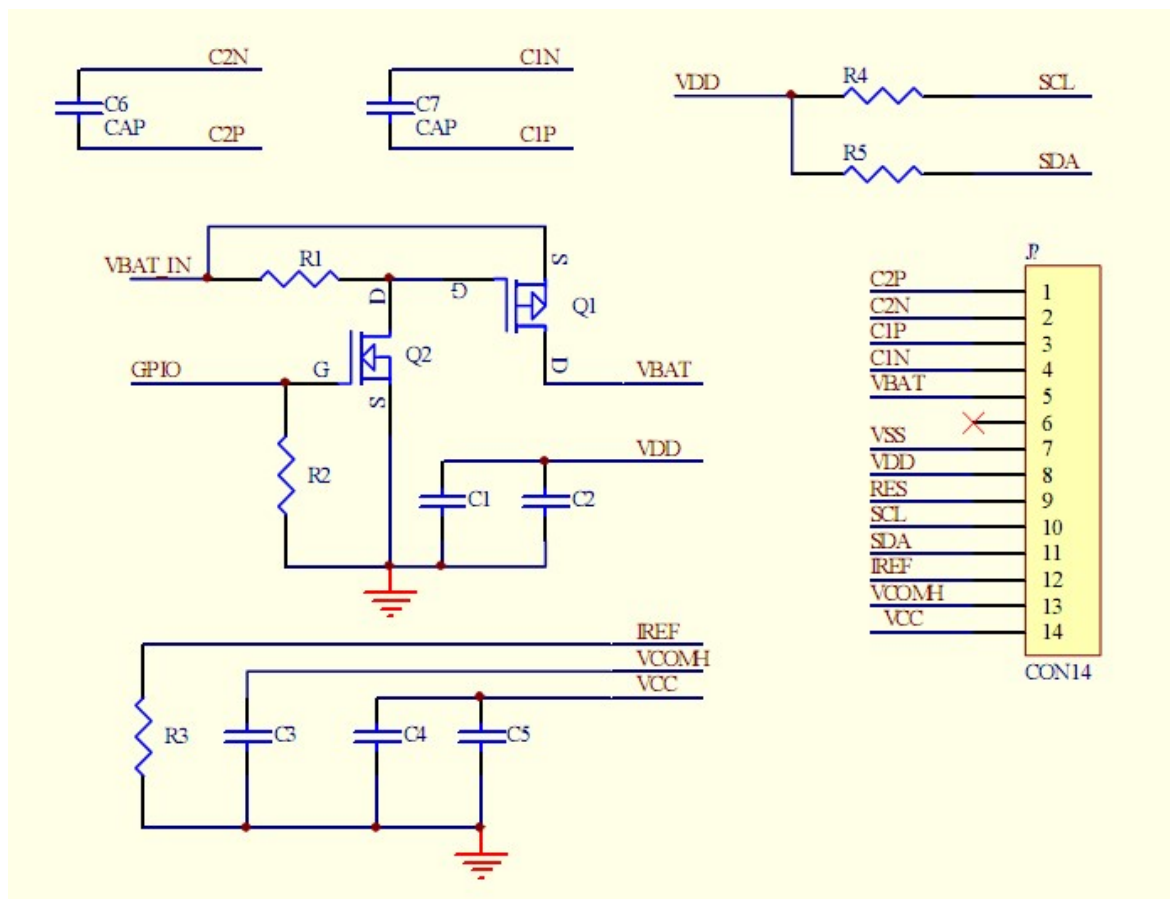 C2N
C6
CAP
C2P
C1N
C7
CAP
C1P
VDD
R4
SCL
R5
SDA
VBAT_IN
R1
S
D
G
Q1
Q2
GPIO
G
S
D
VBAT
R2
VDD
C1
C2
IREF
VCOMH
VCC
R3
C3
C4
C5
J?
C2P 1
C2N 2
C1P 3
C1N 4
VBAT 5
6
VSS 7
VDD 8
RES 9
SCL 10
SDA 11
IREF 12
VCOMH 13
VCC 14
CON14